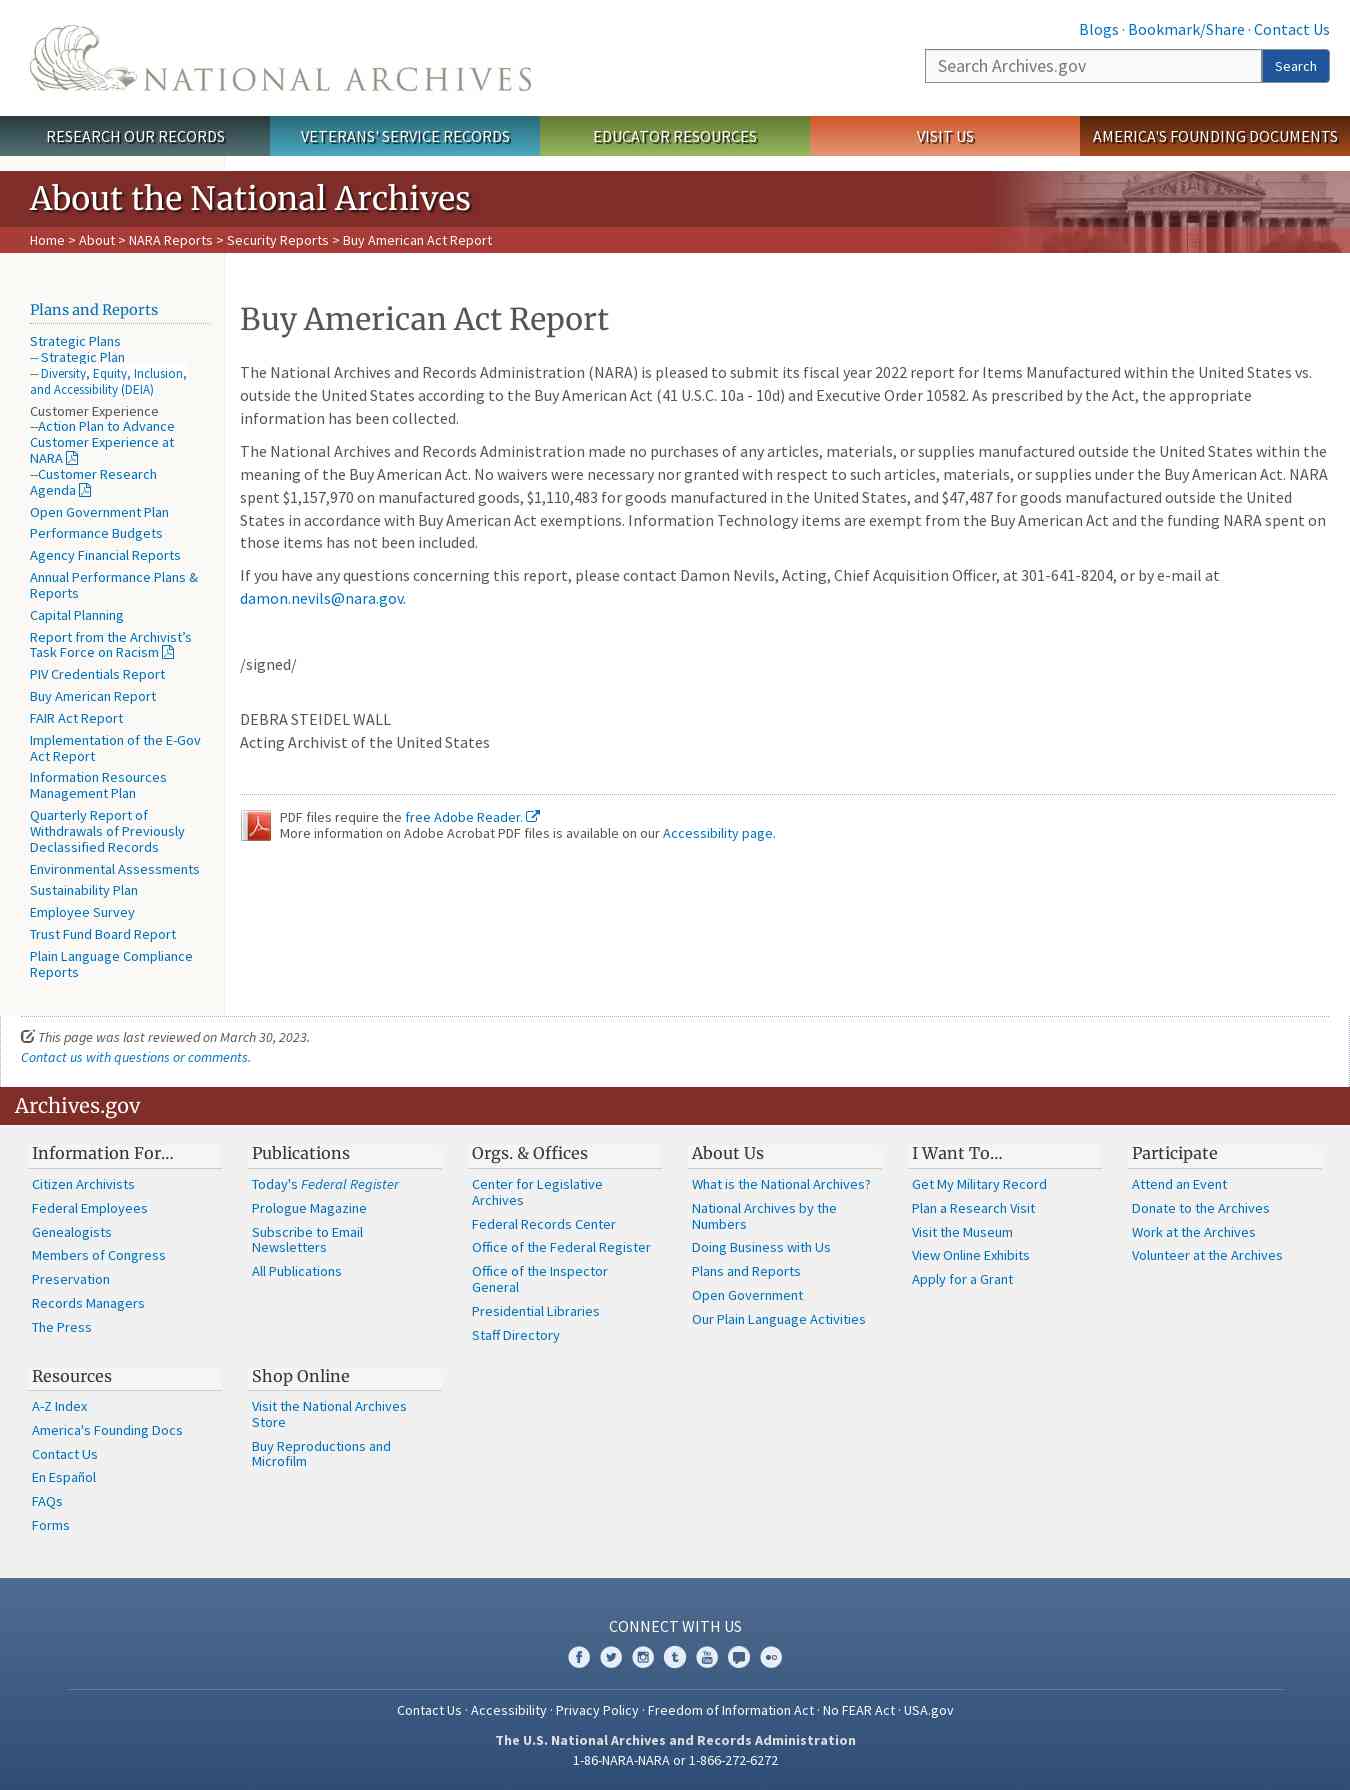 Blogs · Bookmark/Share · Contact Us
NATIONAL ARCHIVES
Search Archives.gov
Search
RESEARCH OUR RECORDS
VETERANS' SERVICE RECORDS
EDUCATOR RESOURCES
VISIT US
AMERICA'S FOUNDING DOCUMENTS
About the National Archives
Home > About > NARA Reports > Security Reports > Buy American Act Report
Plans and Reports
Strategic Plans
-- Strategic Plan
-- Diversity, Equity, Inclusion,
and Accessibility (DEIA)
Customer Experience
--Action Plan to Advance
Customer Experience at
NARA
--Customer Research
Agenda
Open Government Plan
Performance Budgets
Agency Financial Reports
Annual Performance Plans &
Reports
Capital Planning
Report from the Archivist’s
Task Force on Racism
PIV Credentials Report
Buy American Report
FAIR Act Report
Implementation of the E-Gov
Act Report
Information Resources
Management Plan
Quarterly Report of
Withdrawals of Previously
Declassified Records
Environmental Assessments
Sustainability Plan
Employee Survey
Trust Fund Board Report
Plain Language Compliance
Reports
Buy American Act Report
The National Archives and Records Administration (NARA) is pleased to submit its fiscal year 2022 report for Items Manufactured within the United States vs.
outside the United States according to the Buy American Act (41 U.S.C. 10a - 10d) and Executive Order 10582. As prescribed by the Act, the appropriate
information has been collected.
The National Archives and Records Administration made no purchases of any articles, materials, or supplies manufactured outside of the United States within the
meaning of the Buy American Act. No waivers were necessary nor granted with respect to such articles, materials, or supplies under the Buy American Act. NARA
spent $1,157,970 on manufactured goods, $1,110,483 for goods manufactured in the United States, and $47,487 for goods manufactured outside the United
States in accordance with Buy American Act exemptions. Information Technology items are exempt from the Buy American Act and the funding NARA spent on
those items has not been included.
If you have any questions concerning this report, please contact Damon Nevils, Acting, Chief Acquisition Officer, at 301-641-8204, or by e-mail at
damon.nevils@nara.gov.
/signed/
DEBRA STEIDEL WALL
Acting Archivist of the United States
PDF files require the free Adobe Reader.
More information on Adobe Acrobat PDF files is available on our Accessibility page.
This page was last reviewed on March 30, 2023.
Contact us with questions or comments.
Archives.gov
Information For…
Citizen Archivists
Federal Employees
Genealogists
Members of Congress
Preservation
Records Managers
The Press
Publications
Today's Federal Register
Prologue Magazine
Subscribe to Email
Newsletters
All Publications
Orgs. & Offices
Center for Legislative
Archives
Federal Records Center
Office of the Federal Register
Office of the Inspector
General
Presidential Libraries
Staff Directory
About Us
What is the National Archives?
National Archives by the
Numbers
Doing Business with Us
Plans and Reports
Open Government
Our Plain Language Activities
I Want To…
Get My Military Record
Plan a Research Visit
Visit the Museum
View Online Exhibits
Apply for a Grant
Participate
Attend an Event
Donate to the Archives
Work at the Archives
Volunteer at the Archives
Resources
A-Z Index
America's Founding Docs
Contact Us
En Español
FAQs
Forms
Shop Online
Visit the National Archives
Store
Buy Reproductions and
Microfilm
CONNECT WITH US
Contact Us · Accessibility · Privacy Policy · Freedom of Information Act · No FEAR Act · USA.gov
The U.S. National Archives and Records Administration
1-86-NARA-NARA or 1-866-272-6272